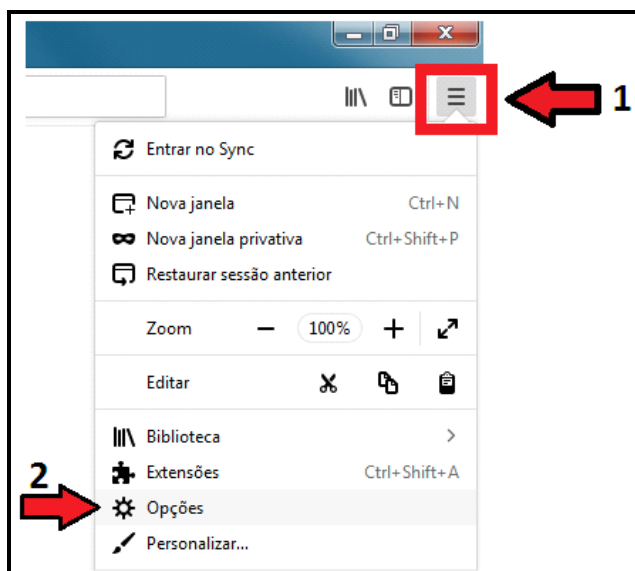 1
Entrar no Sync
Nova janela Ctrl+N
Nova janela privativa Ctrl+Shift+P
Restaurar sessão anterior
Zoom − 100% +
Editar
Biblioteca >
Extensões Ctrl+Shift+A
2
Opções
Personalizar...